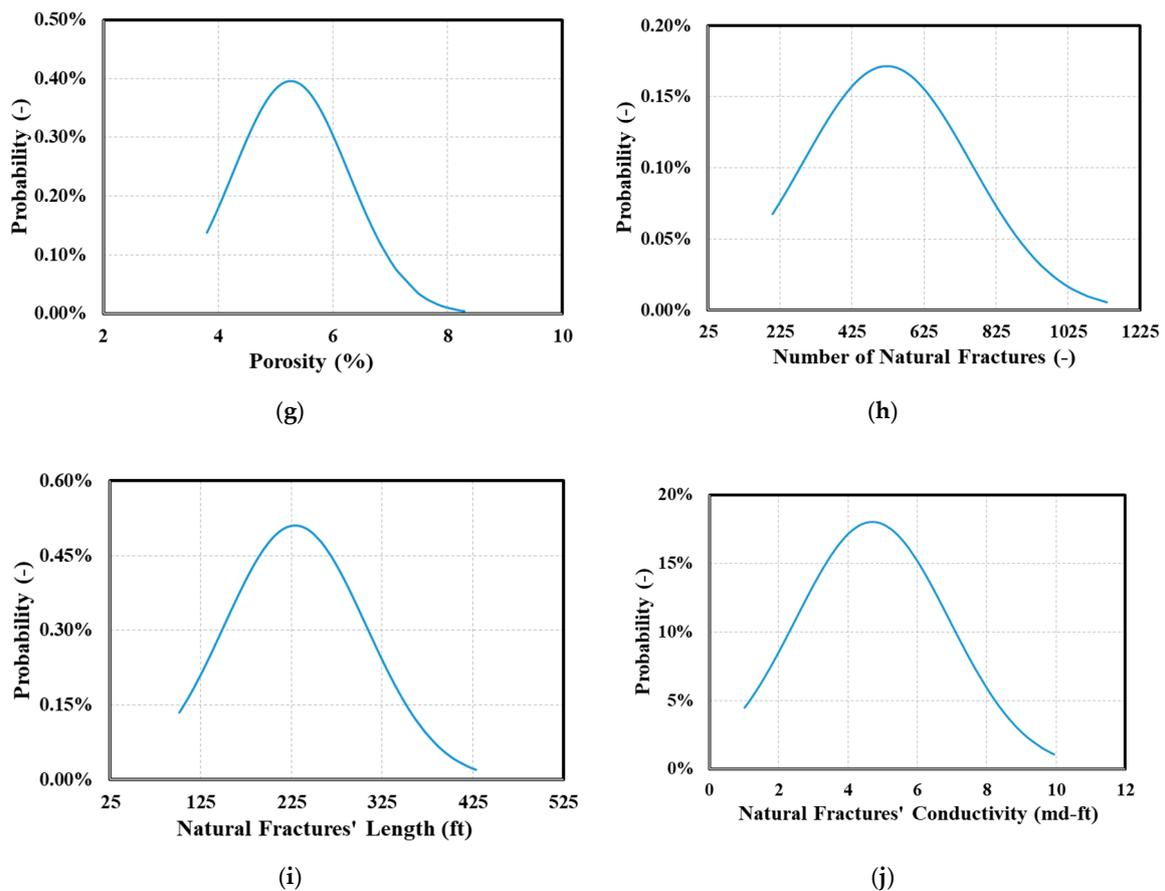 0.50%
0.40%
0.30%
0.20%
0.10%
0.00%
Probability (-)
2 4 6 8 10
Porosity (%)
(g)
0.20%
0.15%
0.10%
0.05%
0.00%
Probability (-)
25 225 425 625 825 1025 1225
Number of Natural Fractures (-)
(h)
0.60%
0.45%
0.30%
0.15%
0.00%
Probability (-)
25 125 225 325 425 525
Natural Fractures' Length (ft)
(i)
20%
15%
10%
5%
0%
Probability (-)
0 2 4 6 8 10 12
Natural Fractures' Conductivity (md-ft)
(j)